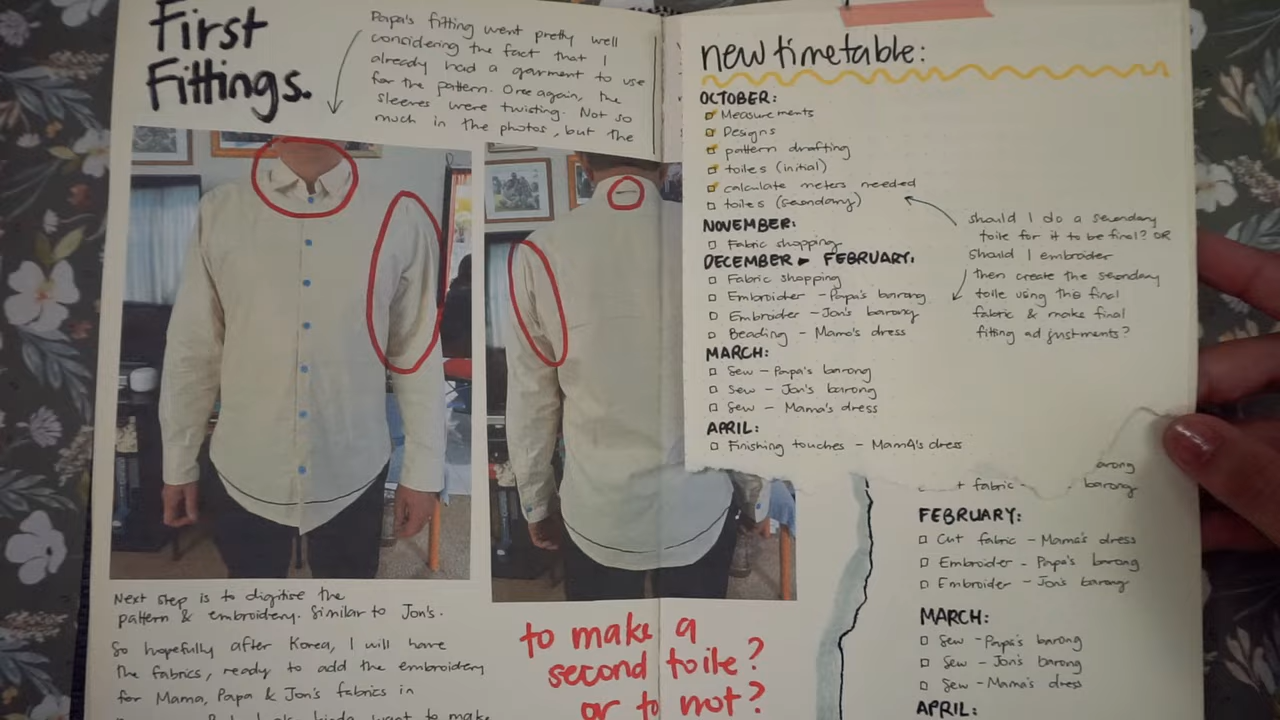 First
Fittings.
Papa's fitting went pretty well
considering the fact that I
already had a garment to use
for the pattern. Once again, the
sleeves were twisting. Not so
much in the photos, but the
Next step is to digitize the
pattern & embroidery. Similar to Jon's.
So hopefully after Korea, I will have
the fabrics, ready to add the embroidery
for Mama, Papa & Jon's fabrics in
kinda want to make
to make a
second toile?
or to not?
new timetable:
OCTOBER:
Measurements
Designs
pattern drafting
toiles (initial)
calculate meters needed
toiles (secondary)
should I do a secondary
toile for it to be final? OR
should I embroider
then create the secondary
toile using the final
fabric & make final
fitting adjustments?
NOVEMBER:
Fabric shopping
DECEMBER ► FEBRUARY:
Fabric shopping
Embroider - Papa's barong
Embroider - Jon's barong
Beading - Mama's dress
MARCH:
Sew - Papa's barong
Sew - Jon's barong
Sew - Mama's dress
APRIL:
Finishing touches - MamA's dress
arong
fabric - barong
FEBRUARY:
Cut fabric - Mama's dress
Embroider - Papa's barong
Embroider - Jon's barong
MARCH:
Sew - Papa's barong
Sew - Jon's barong
Sew - Mama's dress
APRIL: